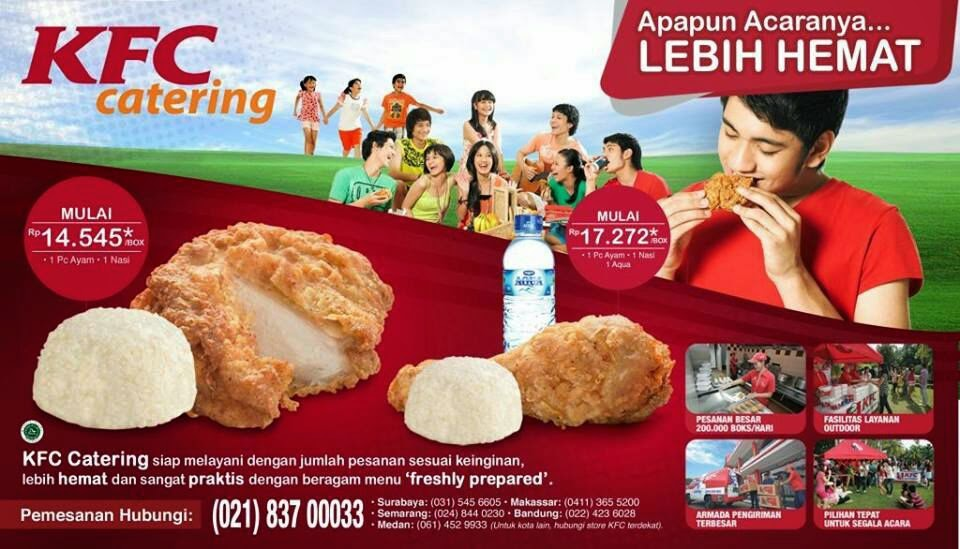 KFC
catering
Apapun Acaranya...
LEBIH HEMAT
MULAI
Rp 14.545* /BOX
• 1 Pc Ayam • 1 Nasi •
MULAI
Rp 17.272* /BOX
• 1 Pc Ayam • 1 Nasi
1 Aqua
AQUA
PESANAN BESAR
200.000 BOKS/HARI
FASILITAS LAYANAN
OUTDOOR
ARMADA PENGIRIMAN
TERBESAR
PILIHAN TEPAT
UNTUK SEGALA ACARA
KFC Catering siap melayani dengan jumlah pesanan sesuai keinginan,
lebih hemat dan sangat praktis dengan beragam menu ‘freshly prepared’.
Pemesanan Hubungi: (021) 837 00033
• Surabaya: (031) 545 6605 • Makassar: (0411) 365 5200
• Semarang: (024) 844 0230 • Bandung: (022) 423 6028
• Medan: (061) 452 9933 (Untuk kota lain, hubungi store KFC terdekat).